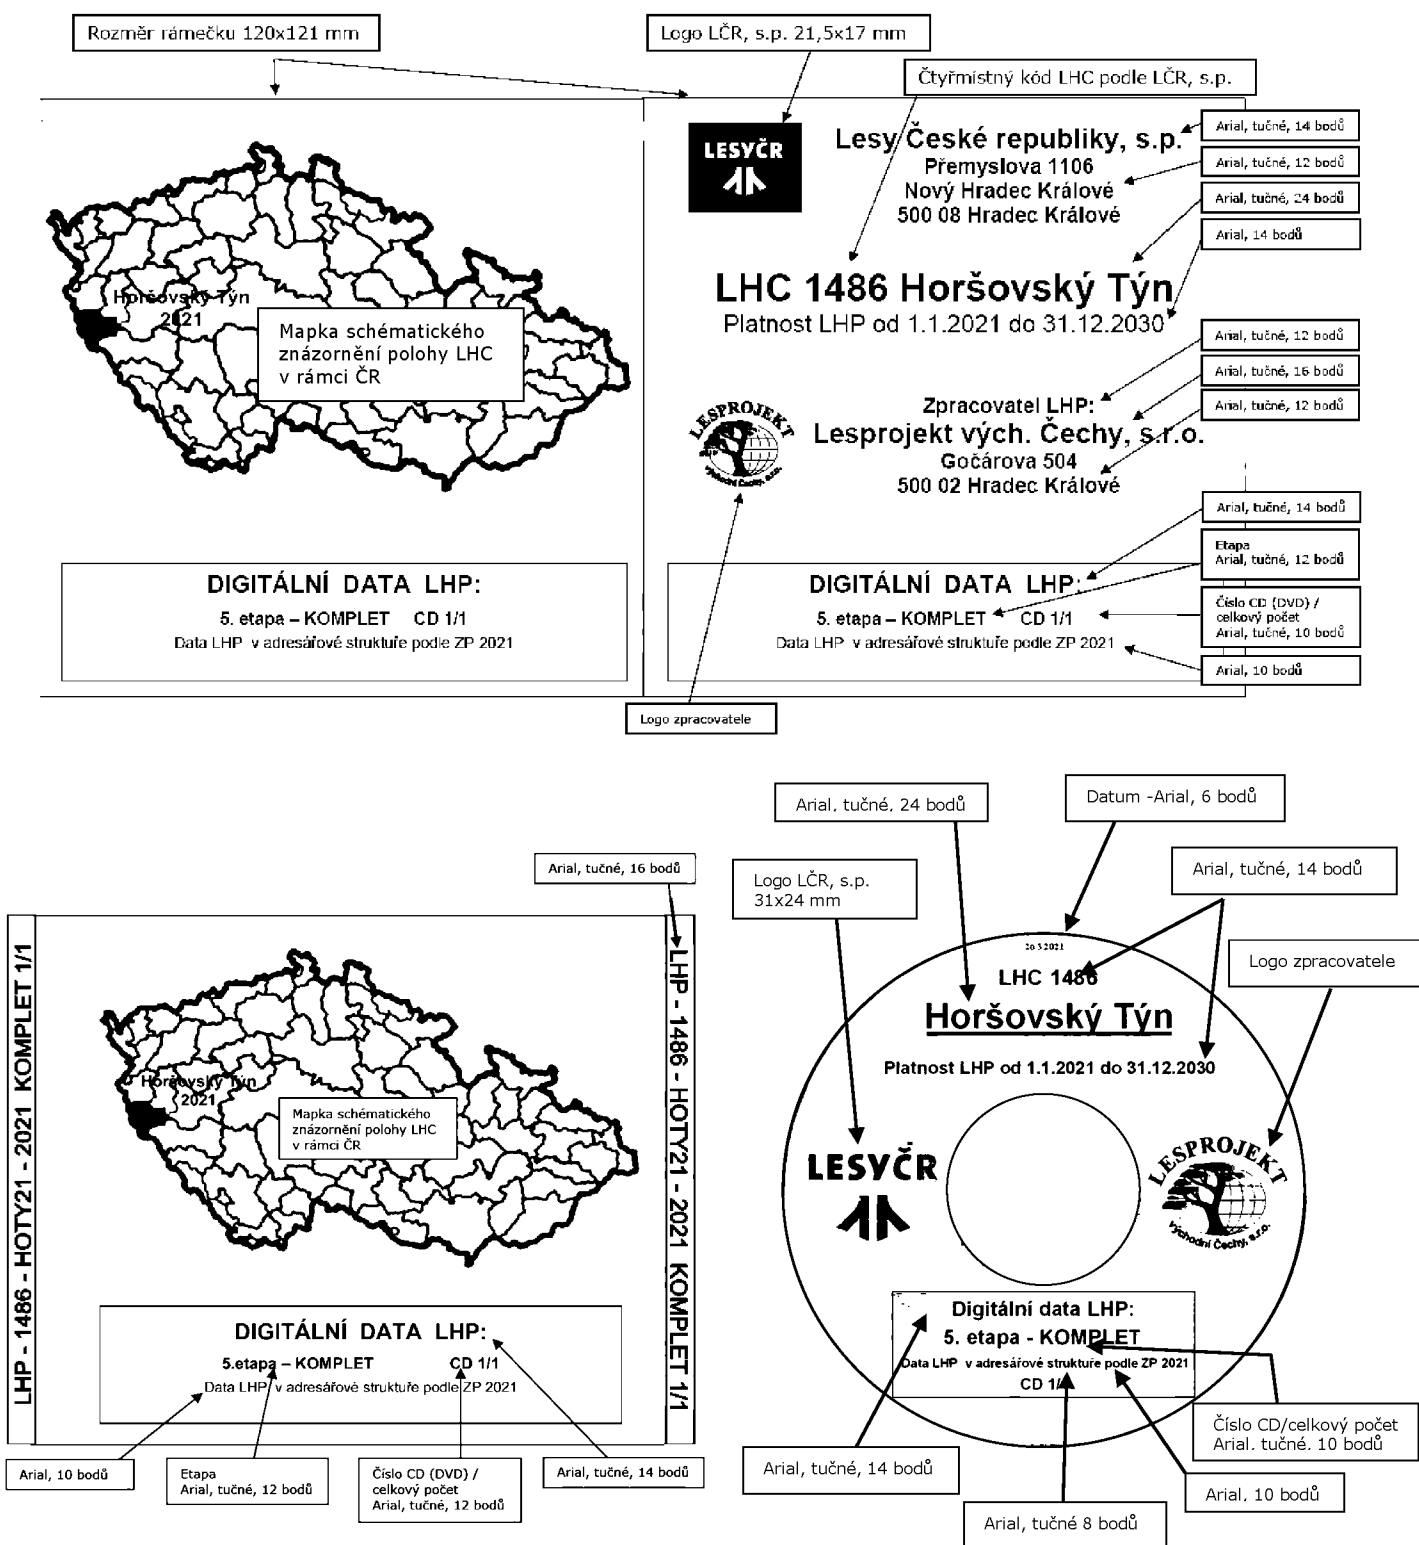 Rozměr rámečku 120x121 mm
Logo LČR, s.p. 21,5x17 mm
Čtyřmístný kód LHC podle LČR, s.p.
Horšovský Týn
2021
Mapka schématického
znázornění polohy LHC
v rámci ČR
DIGITÁLNÍ DATA LHP:
5. etapa – KOMPLET CD 1/1
Data LHP v adresářové struktuře podle ZP 2021
LESYČR
Lesy České republiky, s.p.
Přemyslova 1106
Nový Hradec Králové
500 08 Hradec Králové
LHC 1486 Horšovský Týn
Platnost LHP od 1.1.2021 do 31.12.2030
LESPROJEKT
východní Čechy, s.r.o.
Zpracovatel LHP:
Lesprojekt vých. Čechy, s.r.o.
Gočárova 504
500 02 Hradec Králové
DIGITÁLNÍ DATA LHP:
5. etapa – KOMPLET CD 1/1
Data LHP v adresářové struktuře podle ZP 2021
Arial, tučné, 14 bodů
Arial, tučné, 12 bodů
Arial, tučné, 24 bodů
Arial, 14 bodů
Arial, tučné, 12 bodů
Arial, tučné, 16 bodů
Arial, tučné, 12 bodů
Arial, tučné, 14 bodů
Etapa
Arial, tučné, 12 bodů
Číslo CD (DVD) /
celkový počet
Arial, tučné, 10 bodů
Arial, 10 bodů
Logo zpracovatele
Arial, tučné, 16 bodů
LHP - 1486 - HOTY21 - 2021 KOMPLET 1/1
Horšovský Týn
2021
Mapka schématického
znázornění polohy LHC
v rámci ČR
DIGITÁLNÍ DATA LHP:
5.etapa – KOMPLET CD 1/1
Data LHP v adresářové struktuře podle ZP 2021
LHP - 1486 - HOTY21 - 2021 KOMPLET 1/1
Arial, 10 bodů
Etapa
Arial, tučné, 12 bodů
Číslo CD (DVD) /
celkový počet
Arial, tučné, 12 bodů
Arial, tučné, 14 bodů
Arial, tučné, 24 bodů
Datum -Arial, 6 bodů
Logo LČR, s.p.
31x24 mm
Arial, tučné, 14 bodů
Logo zpracovatele
26 3 2021
LHC 1486
Horšovský Týn
Platnost LHP od 1.1.2021 do 31.12.2030
LESYČR
LESPROJEKT
Východní Čechy, s.r.o.
Digitální data LHP:
5. etapa - KOMPLET
Data LHP v adresářové struktuře podle ZP 2021
CD 1/
Arial, tučné, 14 bodů
Arial, tučné 8 bodů
Arial, 10 bodů
Číslo CD/celkový počet
Arial, tučné, 10 bodů